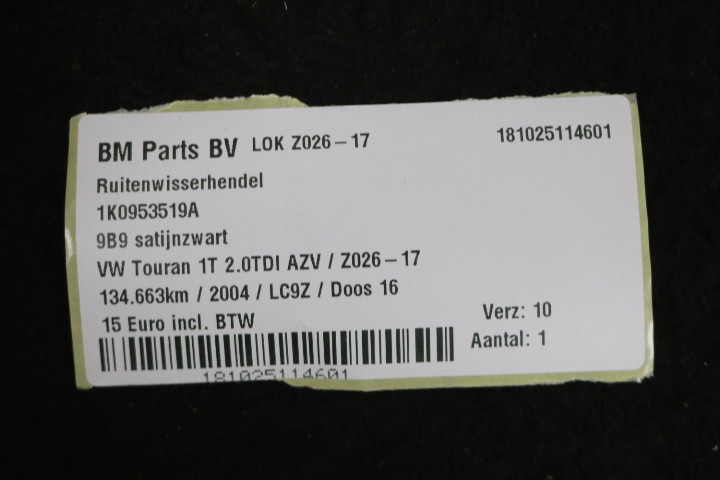 BM Parts BV LOK Z026-17 181025114601
Ruitenwisserhendel
1K0953519A
9B9 satijnzwart
VW Touran 1T 2.0TDI AZV / Z026-17
134.663km / 2004 / LC9Z / Doos 16
15 Euro incl. BTW
Verz: 10
Aantal: 1
181025114601